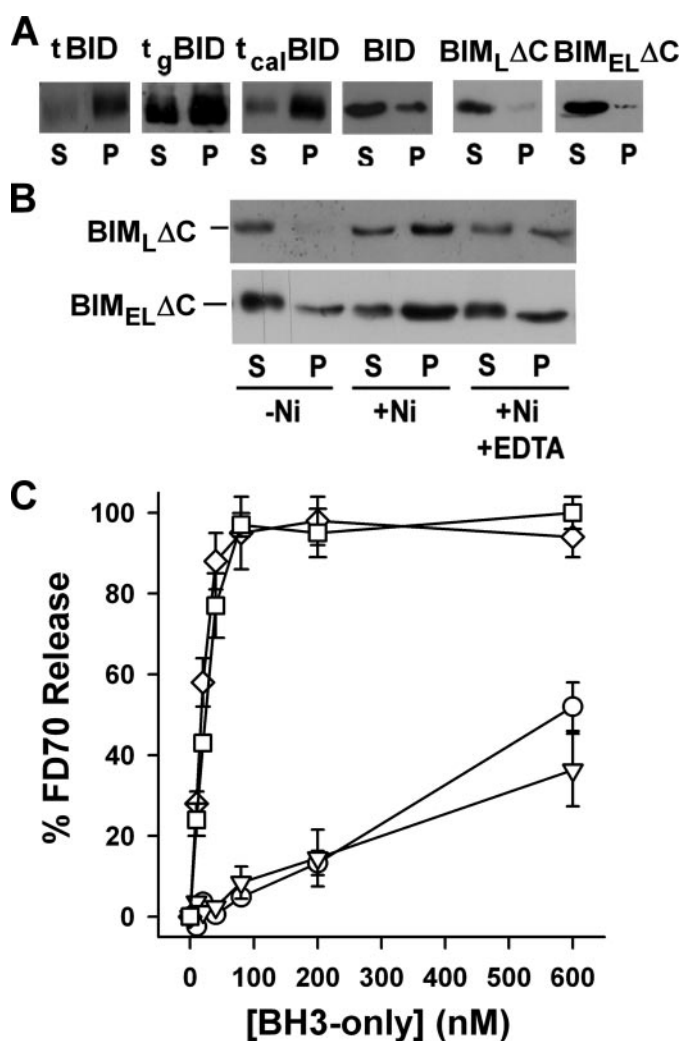 A
tBID tgBID tcalBID BID BIMLΔC BIMELΔC
S P S P S P S P S P S P
B
BIMLΔC
BIMELΔC
S P S P S P
-Ni +Ni +Ni
+EDTA
C
% FD70 Release
100
80
60
40
20
0
0 100 200 300 400 500 600
[BH3-only] (nM)